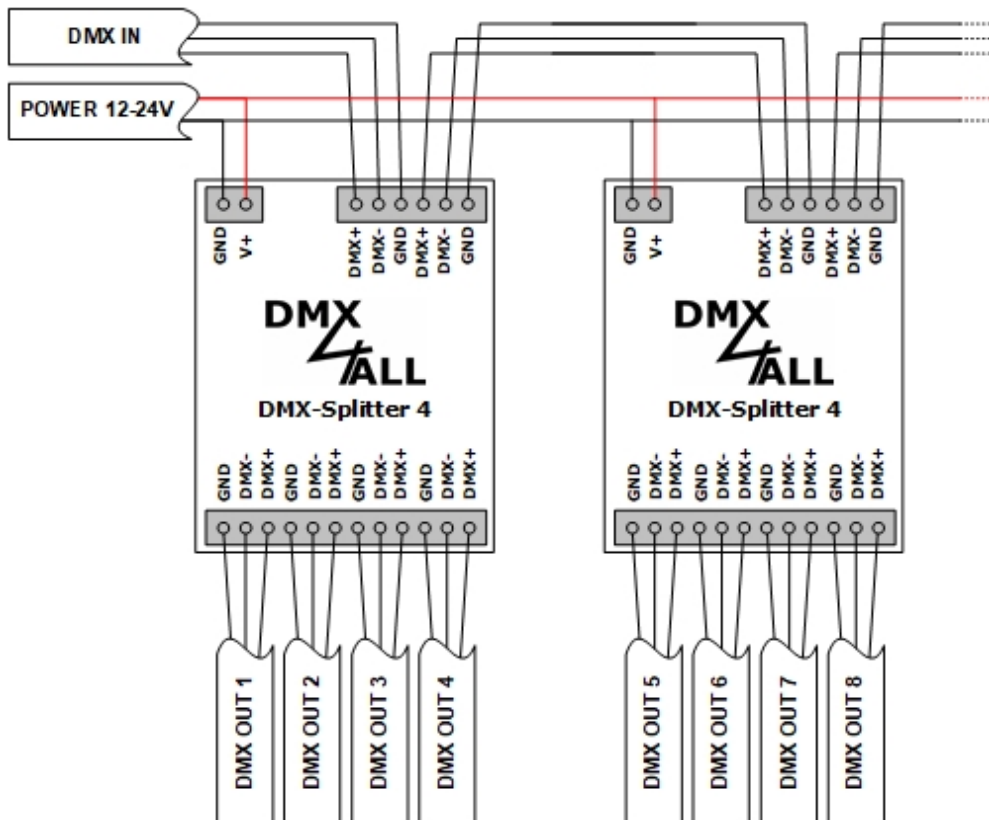 DMX IN
POWER 12-24V
GND V+ DMX+ DMX- GND DMX+ DMX- GND
GND V+ DMX+ DMX- GND DMX+ DMX- GND
DMX
4
ALL
DMX-Splitter 4
DMX
4
ALL
DMX-Splitter 4
GND DMX- DMX+ GND DMX- DMX+ GND DMX- DMX+ GND DMX- DMX+
GND DMX- DMX+ GND DMX- DMX+ GND DMX- DMX+ GND DMX- DMX+
DMX OUT 1
DMX OUT 2
DMX OUT 3
DMX OUT 4
DMX OUT 5
DMX OUT 6
DMX OUT 7
DMX OUT 8